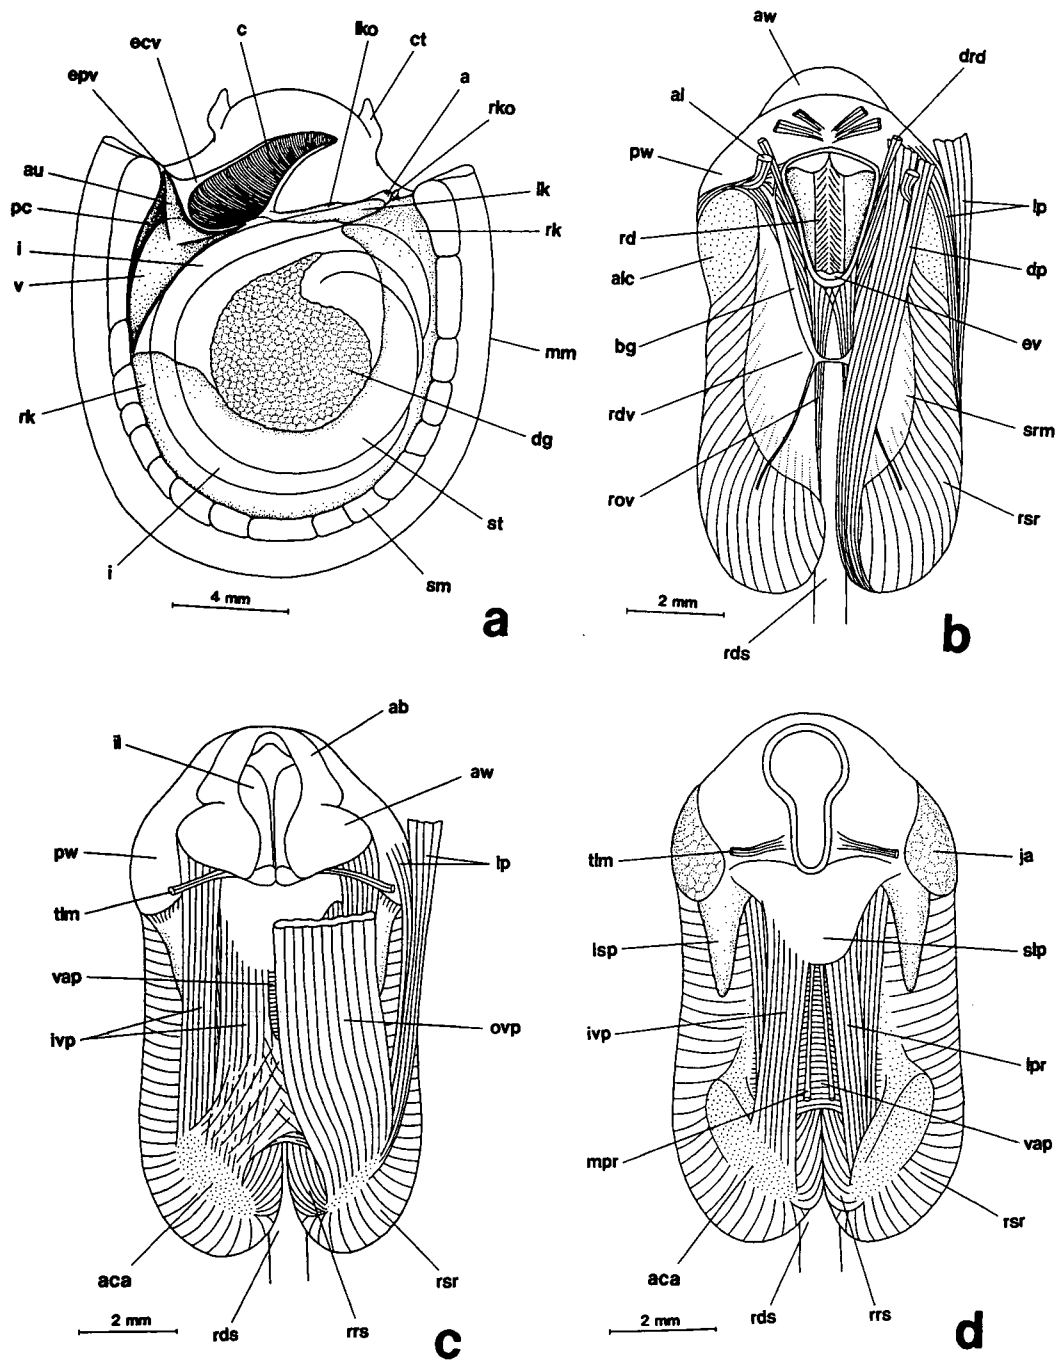 epv
ecv
c
lko
ct
a
rko
lk
rk
au
pc
i
v
rk
mm
dg
st
sm
i
4 mm
a
aw
drd
al
pw
lp
rd
dp
alc
ev
bg
rdv
srm
rov
rsr
rds
2 mm
b
ab
il
aw
pw
lp
tlm
vap
ivp
ovp
aca
rds
rrs
rsr
2 mm
c
tlm
ja
lsp
slp
ivp
lpr
vap
mpr
rsr
aca
rds
rrs
2 mm
d